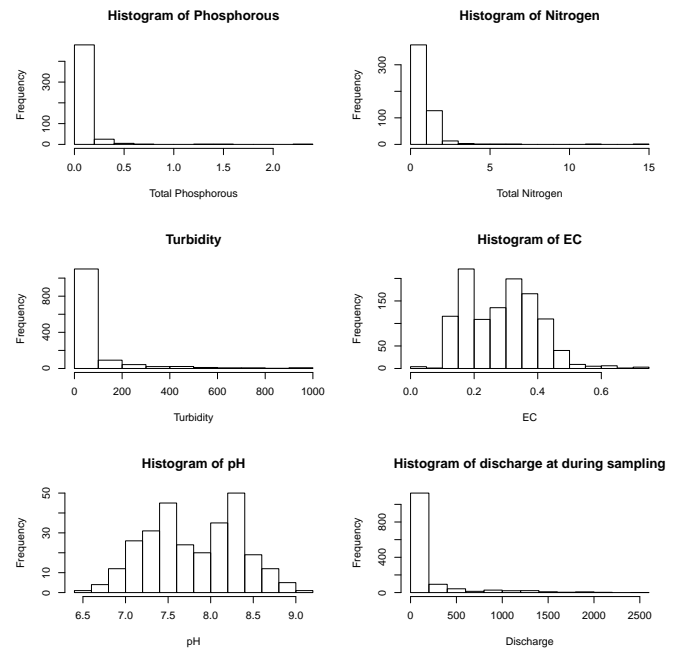 Histogram of Phosphorous
Frequency
0 100 300
0.0 0.5 1.0 1.5 2.0
Total Phosphorous
Histogram of Nitrogen
Frequency
0 100 300
0 5 10 15
Total Nitrogen
Turbidity
Frequency
0 400 800
0 200 400 600 800 1000
Turbidity
Histogram of EC
Frequency
0 50 150
0.0 0.2 0.4 0.6
EC
Histogram of pH
Frequency
0 10 30 50
6.5 7.0 7.5 8.0 8.5 9.0
pH
Histogram of discharge at during sampling
Frequency
0 400 800
0 500 1000 1500 2000 2500
Discharge